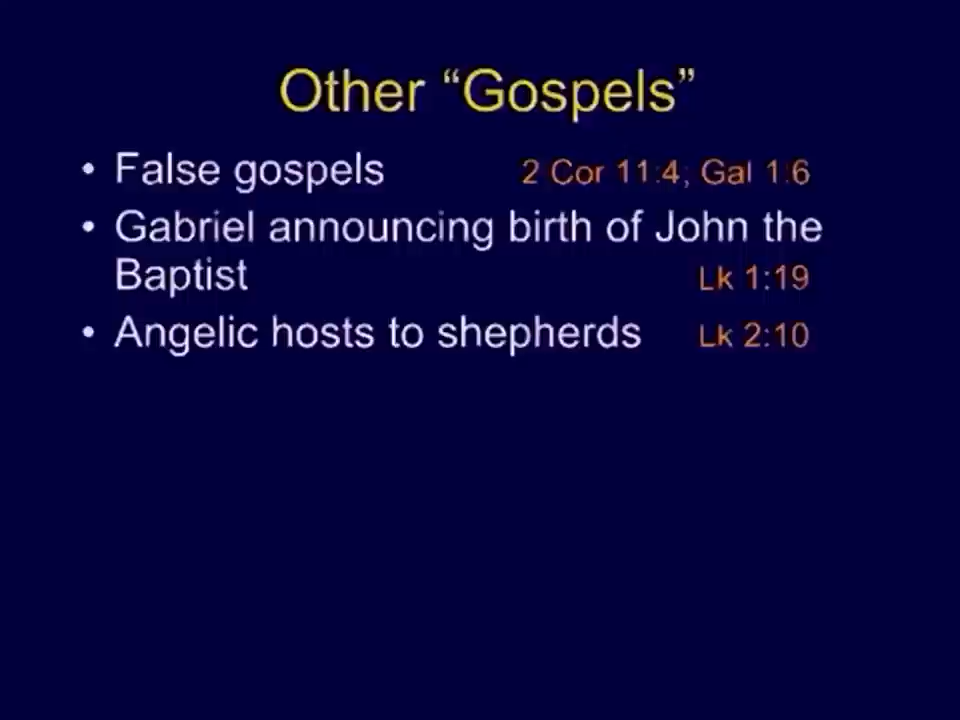 Other “Gospels”
• False gospels 2 Cor 11:4; Gal 1:6
• Gabriel announcing birth of John the
Baptist Lk 1:19
• Angelic hosts to shepherds Lk 2:10